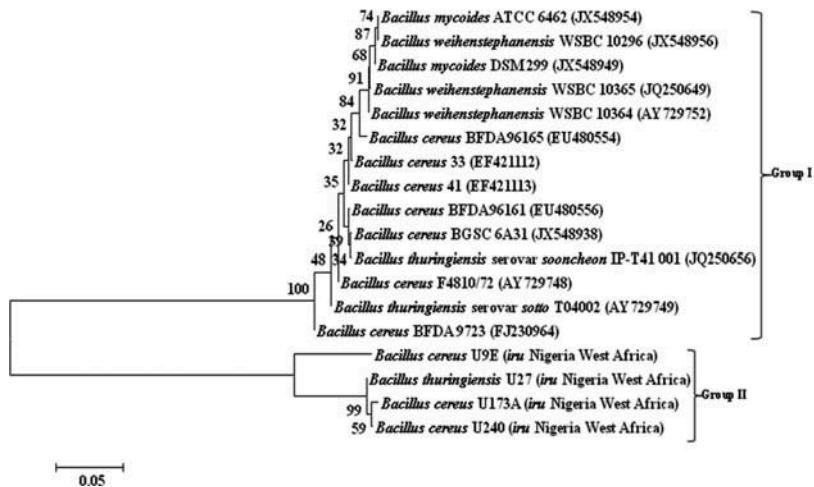 74
Bacillus mycoides ATCC 6462 (JX548954)
87
Bacillus weihenstephanensis WSBC 10296 (JX548956)
68
Bacillus mycoides DSM299 (JX548949)
91
Bacillus weihenstephanensis WSBC 10365 (JQ250649)
84
Bacillus weihenstephanensis WSBC 10364 (AY729752)
32
Bacillus cereus BFDA96165 (EU480554)
32
Bacillus cereus 33 (EF421112)
35
Bacillus cereus 41 (EF421113)
Group I
Bacillus cereus BFDA96161 (EU480556)
26
39
Bacillus cereus BGSC 6A31 (JX548938)
48
34
Bacillus thuringiensis serovar sooncheon IP-T41 001 (JQ250656)
Bacillus cereus F4810/72 (AY729748)
100
Bacillus thuringiensis serovar sotto T04002 (AY729749)
Bacillus cereus BFDA9723 (FJ230964)
Bacillus cereus U9E (iru Nigeria West Africa)
Bacillus thuringiensis U27 (iru Nigeria West Africa)
Group II
99
Bacillus cereus U173A (iru Nigeria West Africa)
59
Bacillus cereus U240 (iru Nigeria West Africa)
0.05